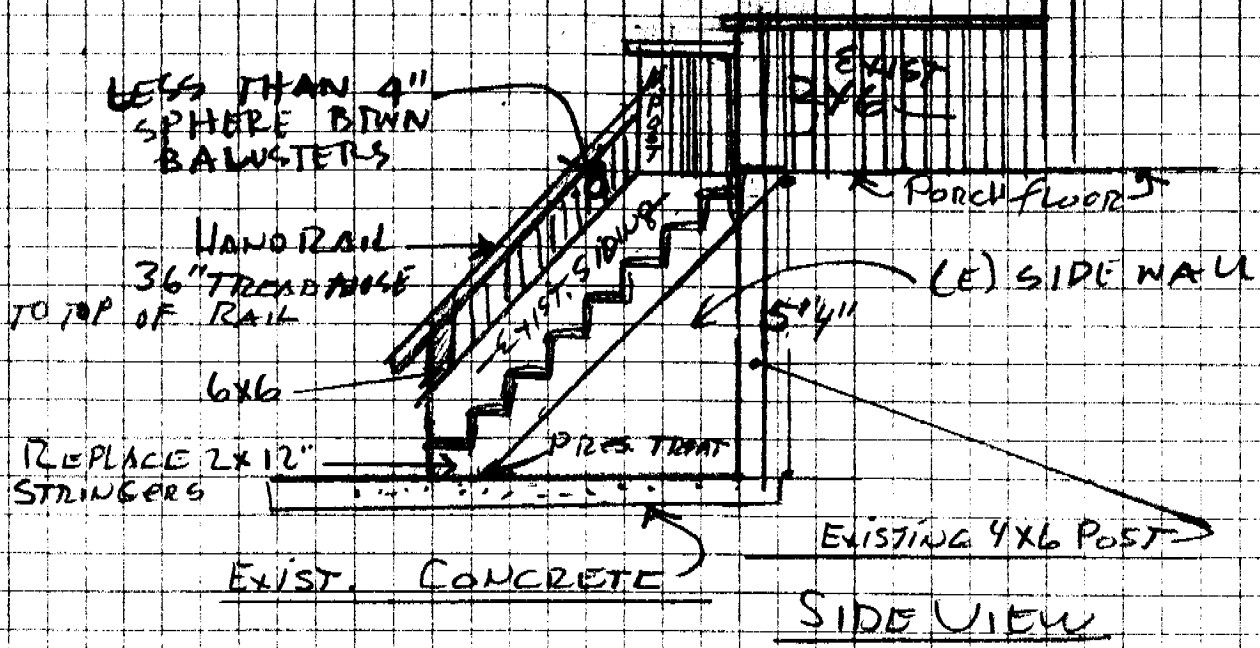 LESS THAN 4"
SPHERE BTWN
BALUSTERS
EXIST
2X6
PORCH FLOOR
HANDRAIL
36" TREAD NOSE
TO TOP OF RAIL
EXIST. SIDING
(E) SIDE WALL
5'4"
6X6
REPLACE 2X12"
STRINGERS
PRES. TREAT
EXISTING 4X6 POST
EXIST. CONCRETE
SIDE VIEW